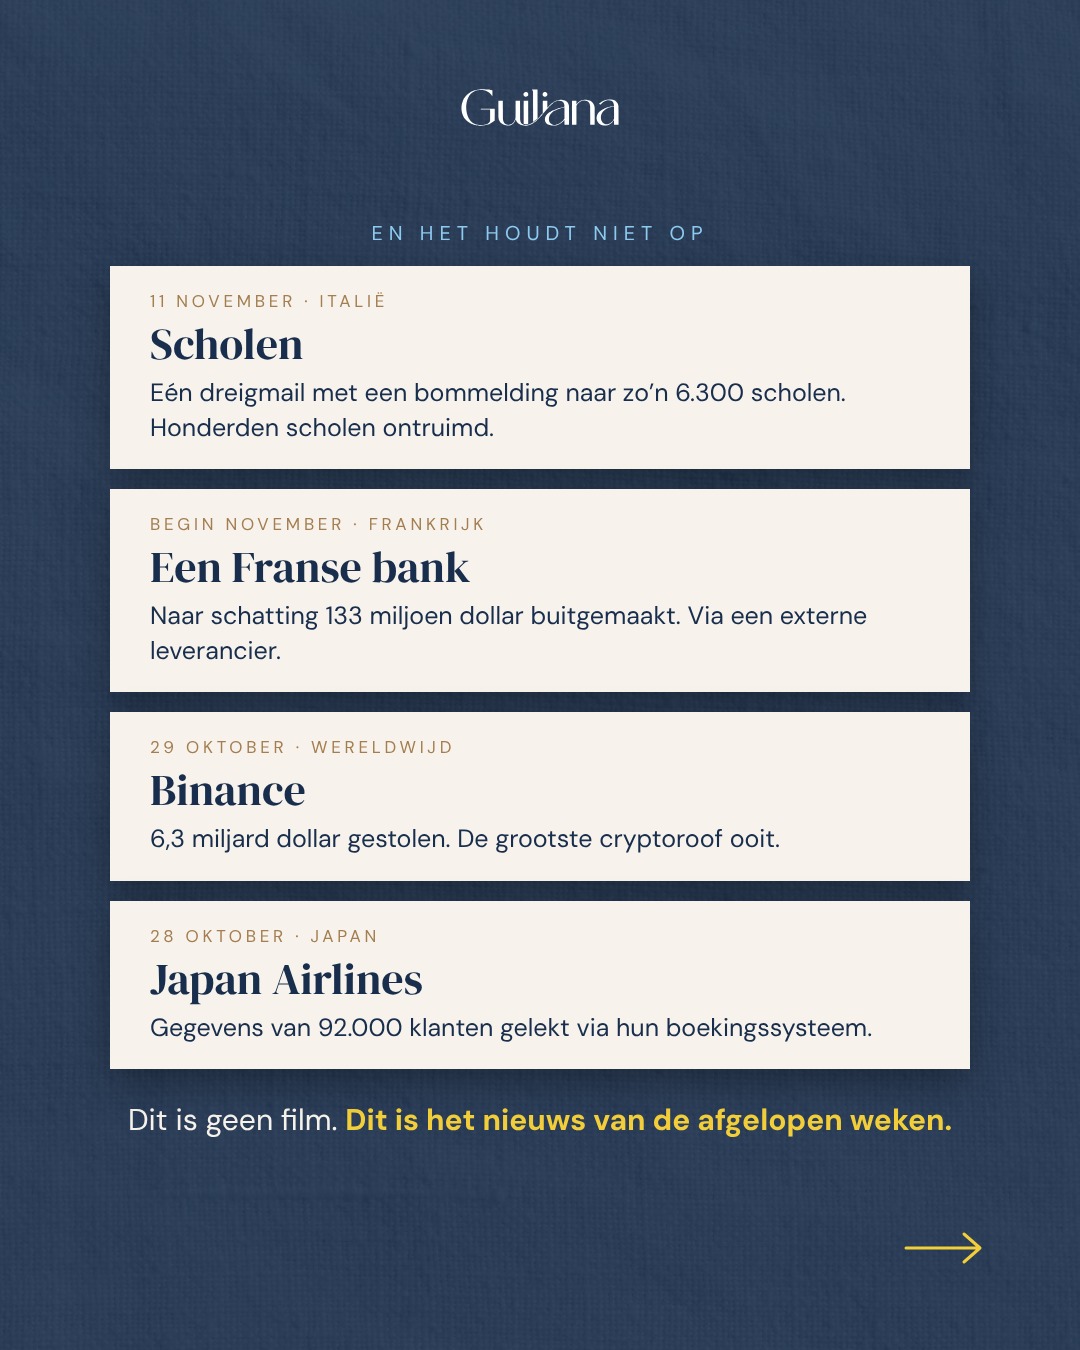 Guiliana
EN HET HOUDT NIET OP
11 NOVEMBER · ITALIË
Scholen
Eén dreigmail met een bommelding naar zo’n 6.300 scholen.
Honderden scholen ontruimd.
BEGIN NOVEMBER · FRANKRIJK
Een Franse bank
Naar schatting 133 miljoen dollar buitgemaakt. Via een externe
leverancier.
29 OKTOBER · WERELDWIJD
Binance
6,3 miljard dollar gestolen. De grootste cryptoroof ooit.
28 OKTOBER · JAPAN
Japan Airlines
Gegevens van 92.000 klanten gelekt via hun boekingssysteem.
Dit is geen film. Dit is het nieuws van de afgelopen weken.